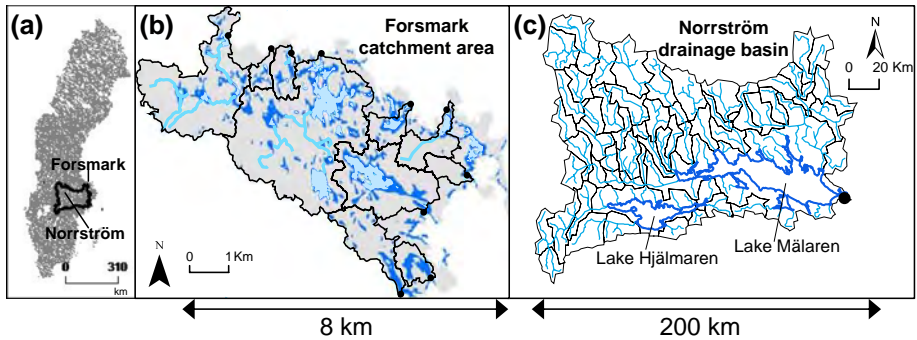 (a)
Forsmark
Norrström
0 310
km
(b)
Forsmark
catchment area
N
0 1 Km
8 km
(c)
Norrström
drainage basin
N
0 20 Km
Lake Hjälmaren
Lake Mälaren
200 km